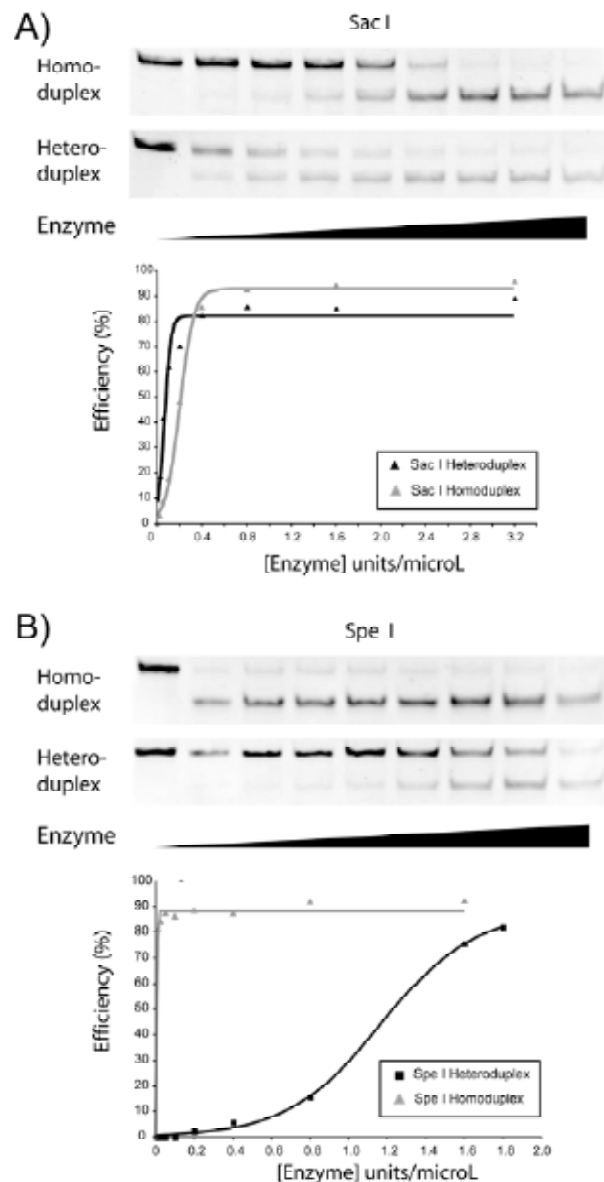 A)
Sac I
Homo-
duplex
Hetero-
duplex
Enzyme
100
90
80
70
60
50
40
30
20
10
0
Efficiency (%)
Sac I Heteroduplex
Sac I Homoduplex
0 0.4 0.8 1.2 1.6 2.0 2.4 2.8 3.2
[Enzyme] units/microL
B)
Spe I
Homo-
duplex
Hetero-
duplex
Enzyme
100
90
80
70
60
50
40
30
20
10
0
Efficiency (%)
Spe I Heteroduplex
Spe I Homoduplex
0 0.2 0.4 0.6 0.8 1.0 1.2 1.4 1.6 1.8 2.0
[Enzyme] units/microL